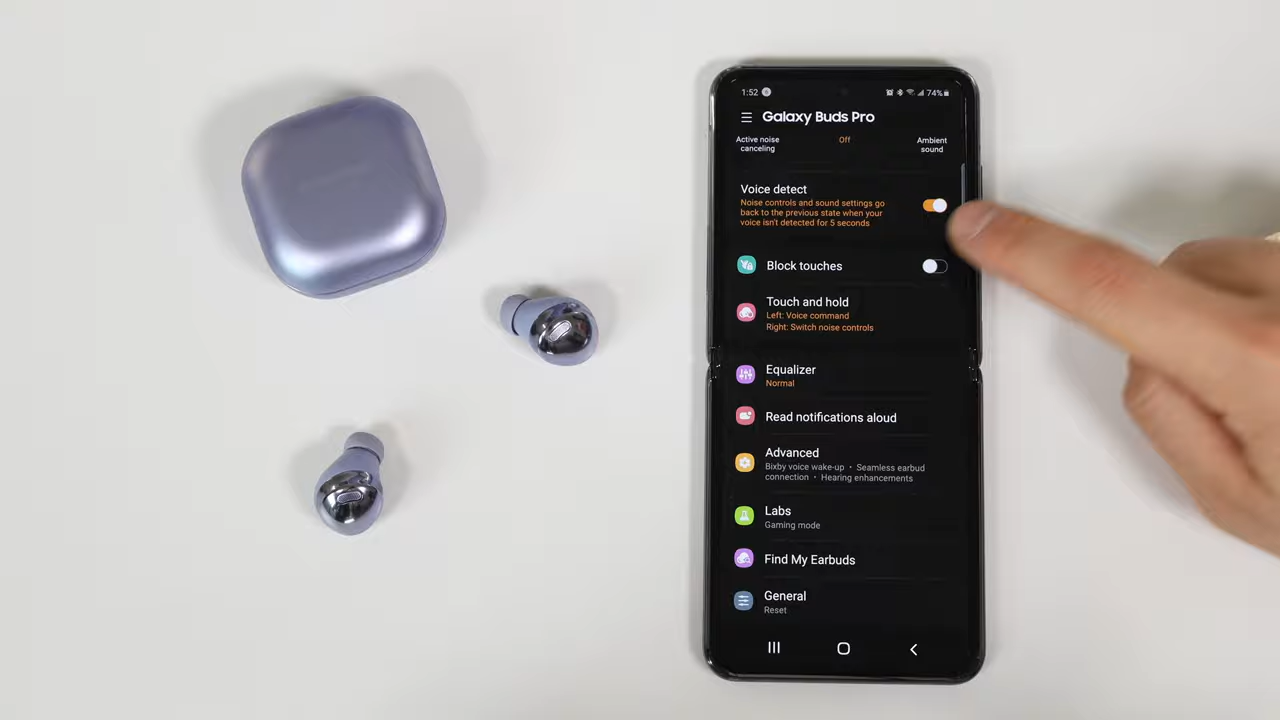 1:52
74%
Galaxy Buds Pro
Active noise
canceling
Off
Ambient
sound
Voice detect
Noise controls and sound settings go
back to the previous state when your
voice isn't detected for 5 seconds
Block touches
Touch and hold
Left: Voice command
Right: Switch noise controls
Equalizer
Normal
Read notifications aloud
Advanced
Bixby voice wake-up • Seamless earbud
connection • Hearing enhancements
Labs
Gaming mode
Find My Earbuds
General
Reset